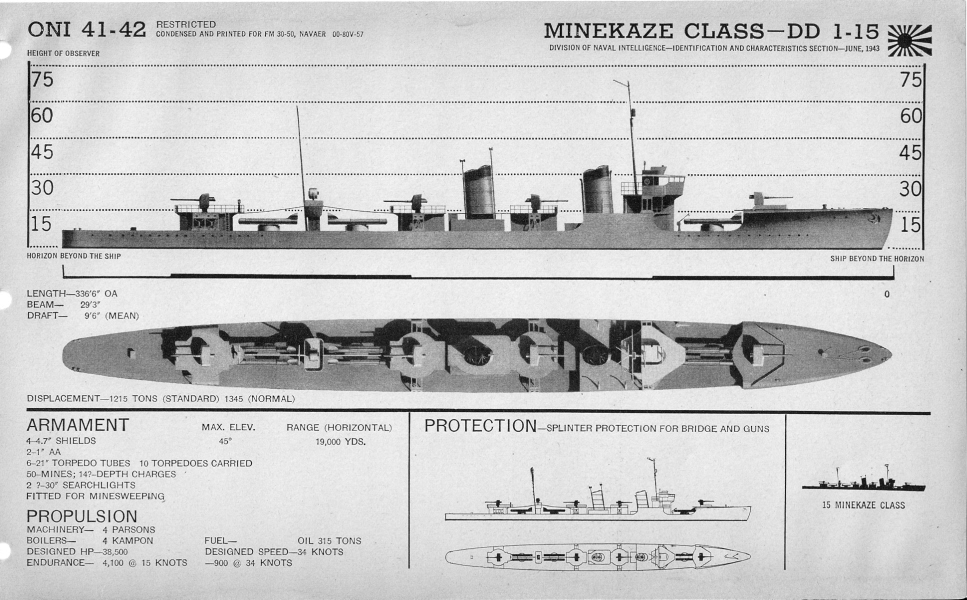 ONI 41-42 RESTRICTED
CONDENSED AND PRINTED FOR FM 30-50, NAVAER 00-80V-57
MINEKAZE CLASS—DD 1-15
DIVISION OF NAVAL INTELLIGENCE—IDENTIFICATION AND CHARACTERISTICS SECTION—JUNE, 1943
HEIGHT OF OBSERVER
75 75
60 60
45 45
30 30
15 15
21
HORIZON BEYOND THE SHIP
SHIP BEYOND THE HORIZON
0
LENGTH—336'6" OA
BEAM— 29'3"
DRAFT— 9'6" (MEAN)
DISPLACEMENT—1215 TONS (STANDARD) 1345 (NORMAL)
ARMAMENT MAX. ELEV. RANGE (HORIZONTAL)
4-4.7" SHIELDS 45° 19,000 YDS.
2-1" AA
6-21" TORPEDO TUBES 10 TORPEDOES CARRIED
50-MINES; 14?-DEPTH CHARGES
2 ?-30" SEARCHLIGHTS
FITTED FOR MINESWEEPING
PROPULSION
MACHINERY— 4 PARSONS
BOILERS— 4 KAMPON FUEL— OIL 315 TONS
DESIGNED HP—38,500 DESIGNED SPEED—34 KNOTS
ENDURANCE— 4,100 @ 15 KNOTS —900 @ 34 KNOTS
PROTECTION—SPLINTER PROTECTION FOR BRIDGE AND GUNS
15 MINEKAZE CLASS